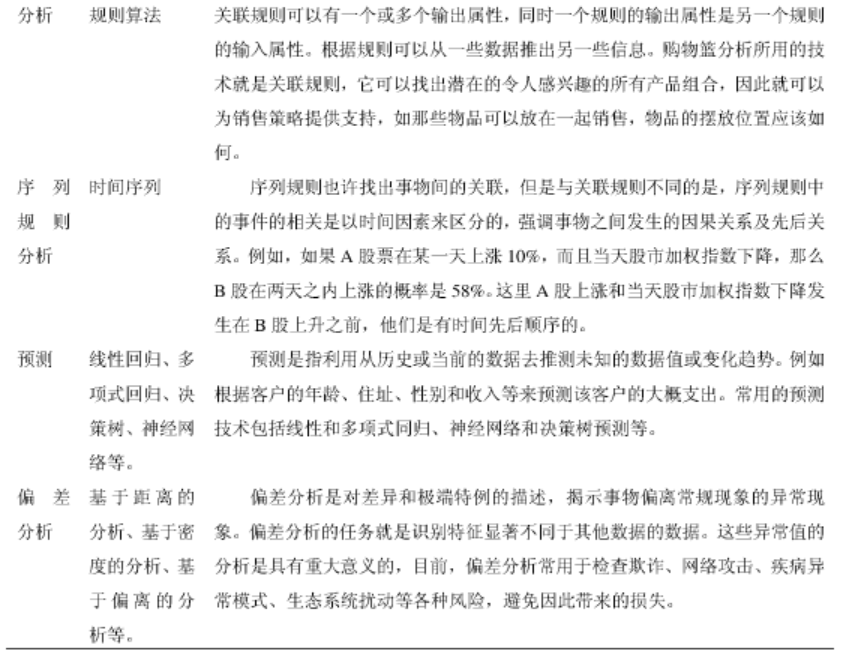 分析 规则算法 关联规则可以有一个或多个输出属性，同时一个规则的输出属性是另一个规则
的输入属性。根据规则可以从一些数据推出另一些信息。购物篮分析所用的技
术就是关联规则，它可以找出潜在的令人感兴趣的所有产品组合，因此就可以
为销售策略提供支持，如那些物品可以放在一起销售，物品的摆放位置应该如
何。
序 列 时间序列 序列规则也许找出事物间的关联，但是与关联规则不同的是，序列规则中
规 则 的事件的相关是以时间因素来区分的，强调事物之间发生的因果关系及先后关
分析 系。例如，如果 A 股票在某一天上涨 10%，而且当天股市加权指数下降，那么
B 股在两天之内上涨的概率是 58%。这里 A 股上涨和当天股市加权指数下降发
生在 B 股上升之前，他们是有时间先后顺序的。
预测 线性回归、多 预测是指利用从历史或当前的数据去推测未知的数据值或变化趋势。例如
项式回归、决 根据客户的年龄、住址、性别和收入等来预测该客户的大概支出。常用的预测
策树、神经网 技术包括线性和多项式同归、神经网络和决策树预测等。
络等。
偏 差 基于距离的 偏差分析是对差异和极端特例的描述，揭示事物偏离常规现象的异常现
分析 分析、基于密 象。偏差分析的任务就是识别特征显著不同于其他数据的数据。这些异常值的
度的分析、基 分析是具有重大意义的，目前，偏差分析常用于检查欺诈、网络攻击、疾病异
于偏离的分 常模式、生态系统扰动等各种风险，避免因此带来的损失。
析等。